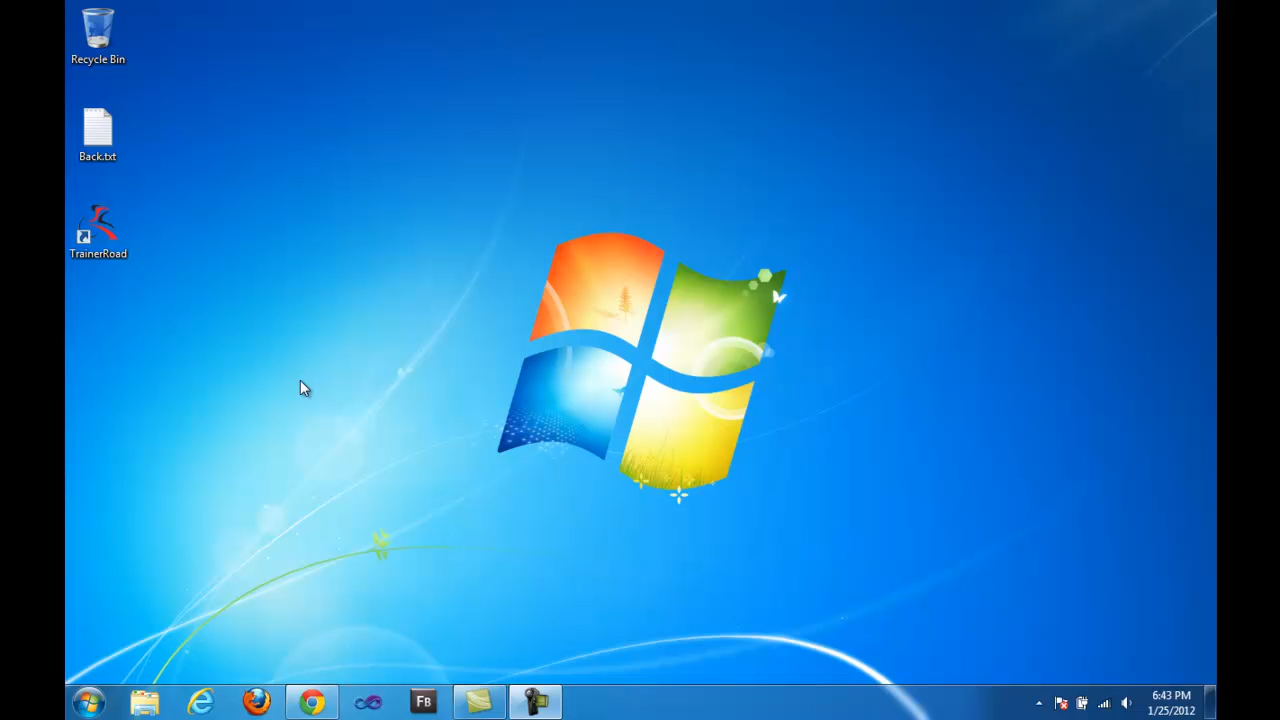 Recycle Bin
Back.txt
TrainerRoad
FB
6:43 PM
1/25/2012